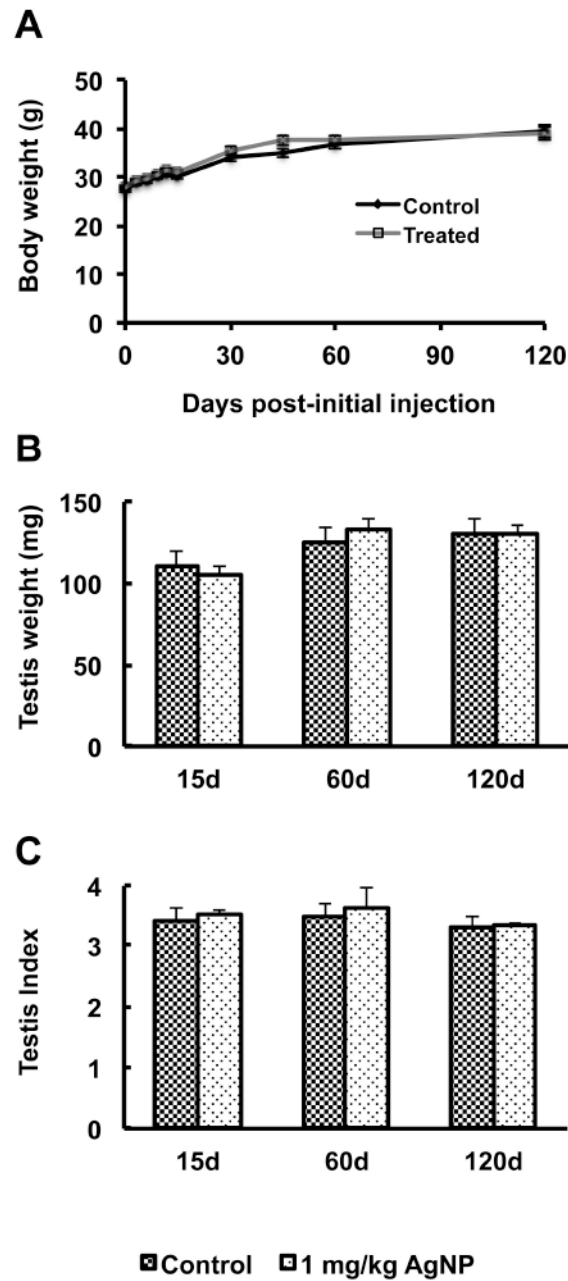 A
Body weight (g)
50
40
30
20
10
0
Control
Treated
0 30 60 90 120
Days post-initial injection
B
Testis weight (mg)
150
100
50
0
15d 60d 120d
C
Testis Index
4
3
2
1
0
15d 60d 120d
Control 1 mg/kg AgNP